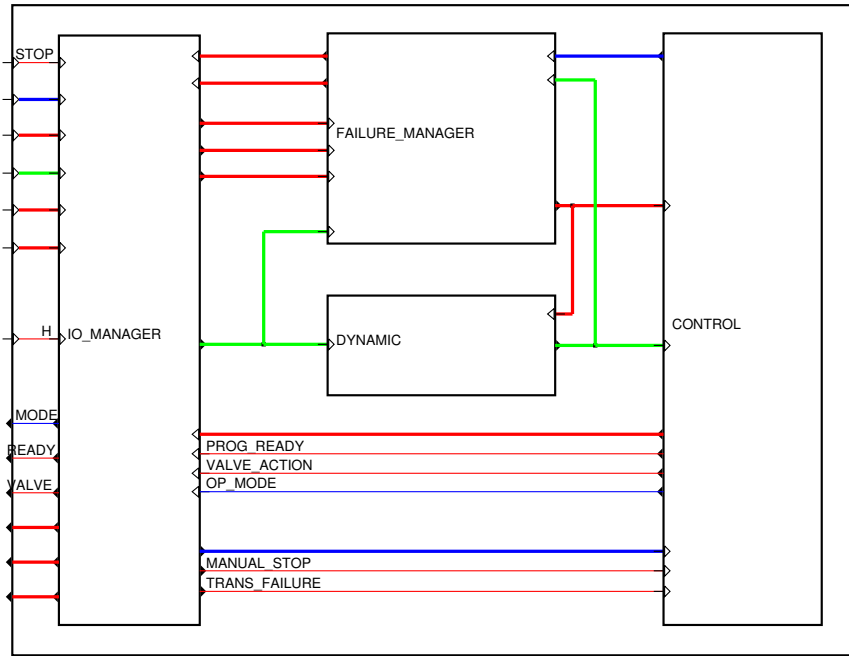 STOP
FAILURE_MANAGER
H
IO_MANAGER
DYNAMIC
CONTROL
MODE
READY
VALVE
PROG_READY
VALVE_ACTION
OP_MODE
MANUAL_STOP
TRANS_FAILURE